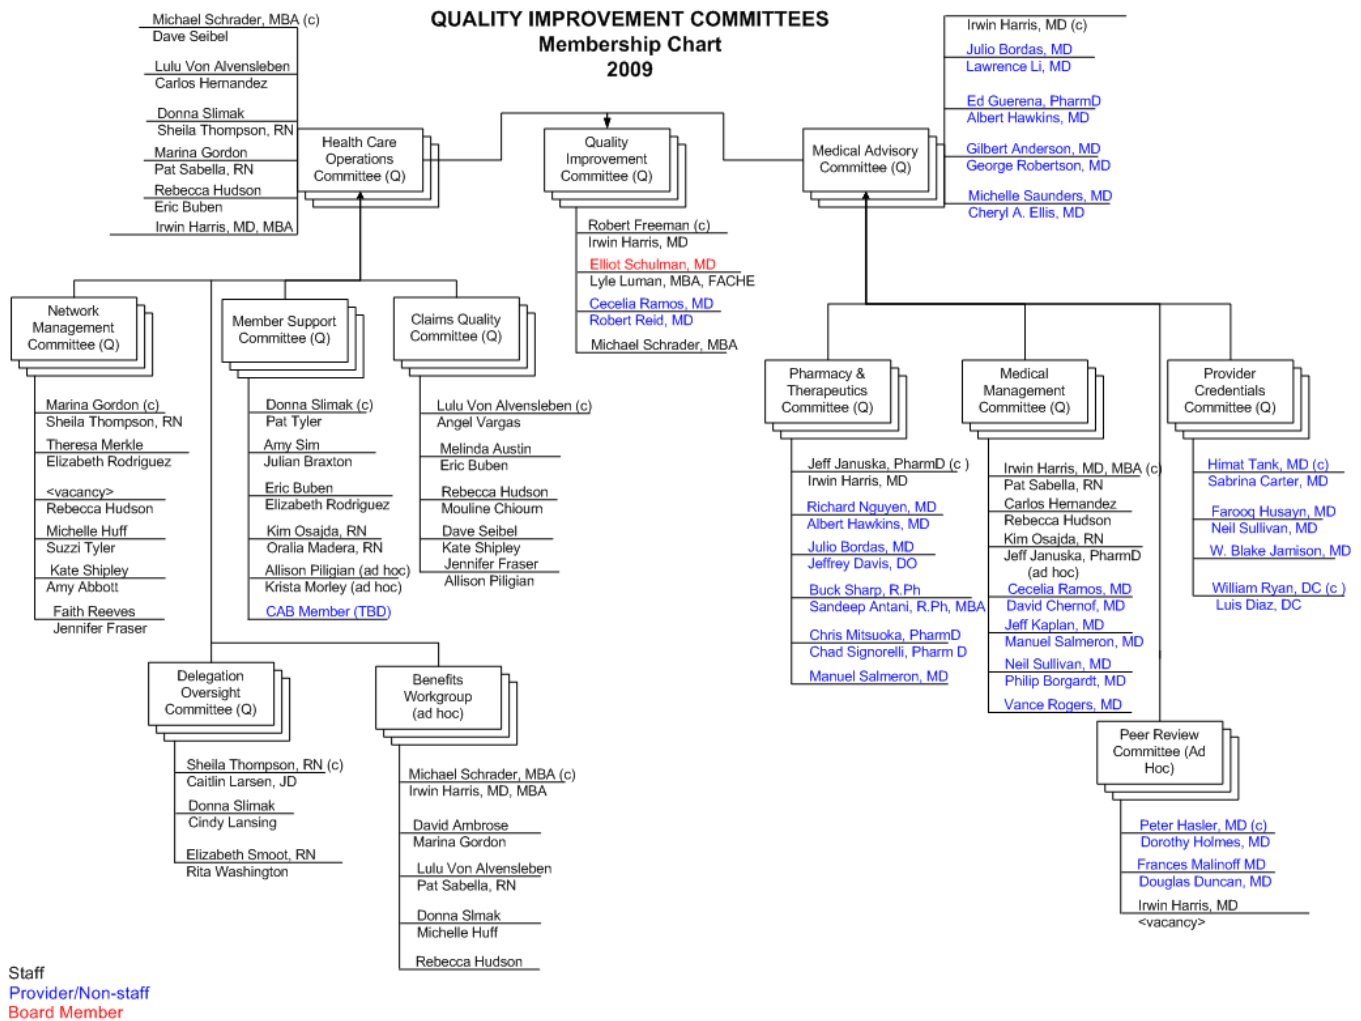 QUALITY IMPROVEMENT COMMITTEES
Membership Chart
2009
Michael Schrader, MBA (c)
Dave Seibel
Lulu Von Alvensleben
Carlos Hernandez
Donna Slimak
Sheila Thompson, RN
Marina Gordon
Pat Sabella, RN
Rebecca Hudson
Eric Buben
Irwin Harris, MD, MBA
Health Care
Operations
Committee (Q)
Quality
Improvement
Committee (Q)
Robert Freeman (c)
Irwin Harris, MD
Elliot Schulman, MD
Lyle Luman, MBA, FACHE
Cecelia Ramos, MD
Robert Reid, MD
Michael Schrader, MBA
Medical Advisory
Committee (Q)
Irwin Harris, MD (c)
Julio Bordas, MD
Lawrence Li, MD
Ed Guerena, PharmD
Albert Hawkins, MD
Gilbert Anderson, MD
George Robertson, MD
Michelle Saunders, MD
Cheryl A. Ellis, MD
Network
Management
Committee (Q)
Marina Gordon (c)
Sheila Thompson, RN
Theresa Merkle
Elizabeth Rodriguez
<vacancy>
Rebecca Hudson
Michelle Huff
Suzzi Tyler
Kate Shipley
Amy Abbott
Faith Reeves
Jennifer Fraser
Member Support
Committee (Q)
Donna Slimak (c)
Pat Tyler
Amy Sim
Julian Braxton
Eric Buben
Elizabeth Rodriguez
Kim Osajda, RN
Oralia Madera, RN
Allison Piligian (ad hoc)
Krista Morley (ad hoc)
CAB Member (TBD)
Claims Quality
Committee (Q)
Lulu Von Alvensleben (c)
Angel Vargas
Melinda Austin
Eric Buben
Rebecca Hudson
Mouline Chioum
Dave Seibel
Kate Shipley
Jennifer Fraser
Allison Piligian
Pharmacy &
Therapeutics
Committee (Q)
Jeff Januska, PharmD (c )
Irwin Harris, MD
Richard Nguyen, MD
Albert Hawkins, MD
Julio Bordas, MD
Jeffrey Davis, DO
Buck Sharp, R.Ph
Sandeep Antani, R.Ph, MBA
Chris Mitsuoka, PharmD
Chad Signorelli, Pharm D
Manuel Salmeron, MD
Medical
Management
Committee (Q)
Irwin Harris, MD, MBA (c)
Pat Sabella, RN
Carlos Hernandez
Rebecca Hudson
Kim Osajda, RN
Jeff Januska, PharmD
(ad hoc)
Cecelia Ramos, MD
David Chernof, MD
Jeff Kaplan, MD
Manuel Salmeron, MD
Neil Sullivan, MD
Philip Borgardt, MD
Vance Rogers, MD
Provider
Credentials
Committee (Q)
Himat Tank, MD (c)
Sabrina Carter, MD
Farooq Husayn, MD
Neil Sullivan, MD
W. Blake Jamison, MD
William Ryan, DC (c )
Luis Diaz, DC
Delegation
Oversight
Committee (Q)
Sheila Thompson, RN (c)
Caitlin Larsen, JD
Donna Slimak
Cindy Lansing
Elizabeth Smoot, RN
Rita Washington
Benefits
Workgroup
(ad hoc)
Michael Schrader, MBA (c)
Irwin Harris, MD, MBA
David Ambrose
Marina Gordon
Lulu Von Alvensleben
Pat Sabella, RN
Donna Slmak
Michelle Huff
Rebecca Hudson
Peer Review
Committee (Ad
Hoc)
Peter Hasler, MD (c)
Dorothy Holmes, MD
Frances Malinoff MD
Douglas Duncan, MD
Irwin Harris, MD
<vacancy>
Staff
Provider/Non-staff
Board Member